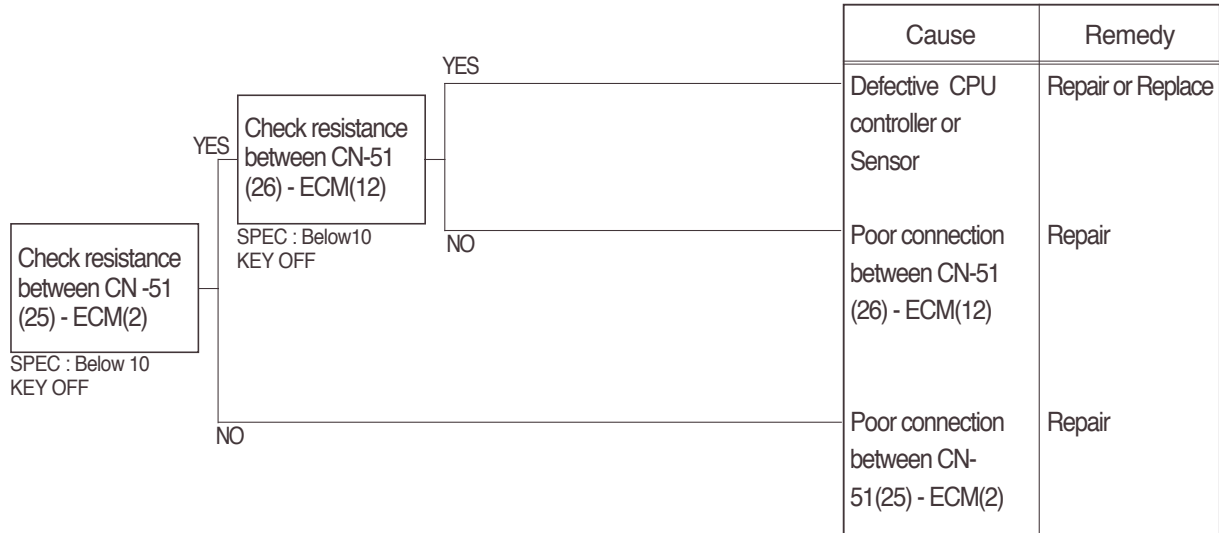 Cause
Remedy
YES
Defective CPU
controller or
Sensor
Repair or Replace
YES
Check resistance
between CN-51
(26) - ECM(12)
SPEC : Below10
KEY OFF
NO
Poor connection
between CN-51
(26) - ECM(12)
Repair
Check resistance
between CN -51
(25) - ECM(2)
SPEC : Below 10
KEY OFF
NO
Poor connection
between CN-
51(25) - ECM(2)
Repair